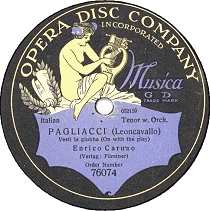 OPERA DISC COMPANY
INCORPORATED
Musica
G D
TRADE MARK
052159
Italian Tenor w. Orch.
PAGLIACCI (Leoncavallo)
Vesti la giubba (On with the play)
Enrico Caruso
(Verlag: Fürstner)
Order Number
76074